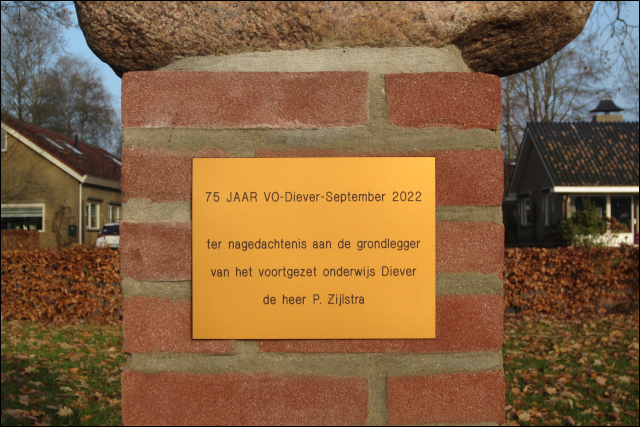 75 JAAR VO-Diever-September 2022
ter nagedachtenis aan de grondlegger
van het voortgezet onderwijs Diever
de heer P. Zijlstra